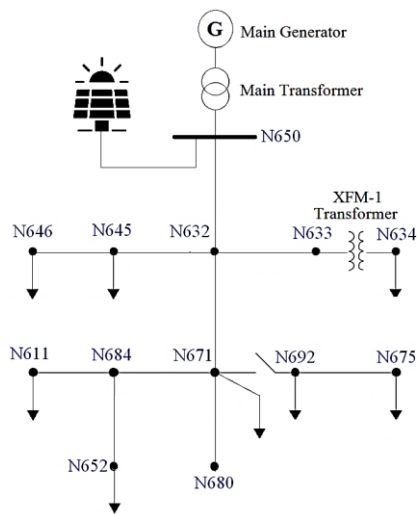 G
Main Generator
Main Transformer
N650
XFM-1
Transformer
N646
N645
N632
N633
N634
N611
N684
N671
N692
N675
N652
N680